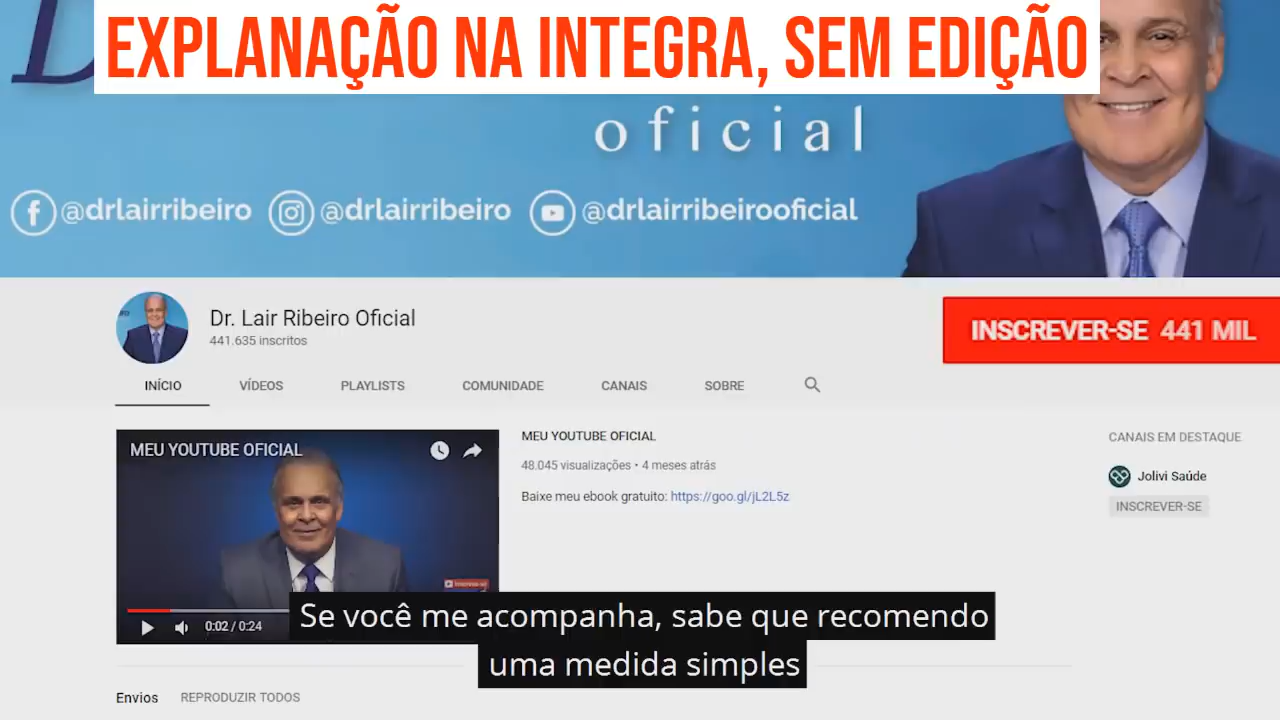 EXPLANAÇÃO NA INTEGRA, SEM EDIÇÃO
oficial
@drlairribeiro @drlairribeiro @drlairribeirooficial
Dr. Lair Ribeiro Oficial
441.635 inscritos
INSCREVER-SE 441 MIL
INÍCIO VÍDEOS PLAYLISTS COMUNIDADE CANAIS SOBRE
MEU YOUTUBE OFICIAL
MEU YOUTUBE OFICIAL
48.045 visualizações • 4 meses atrás
Baixe meu ebook gratuito: https://goo.gl/jL2L5z
CANAIS EM DESTAQUE
Jolivi Saúde
INSCREVER-SE
0:02 / 0:24
Se você me acompanha, sabe que recomendo
uma medida simples
Envios REPRODUZIR TODOS